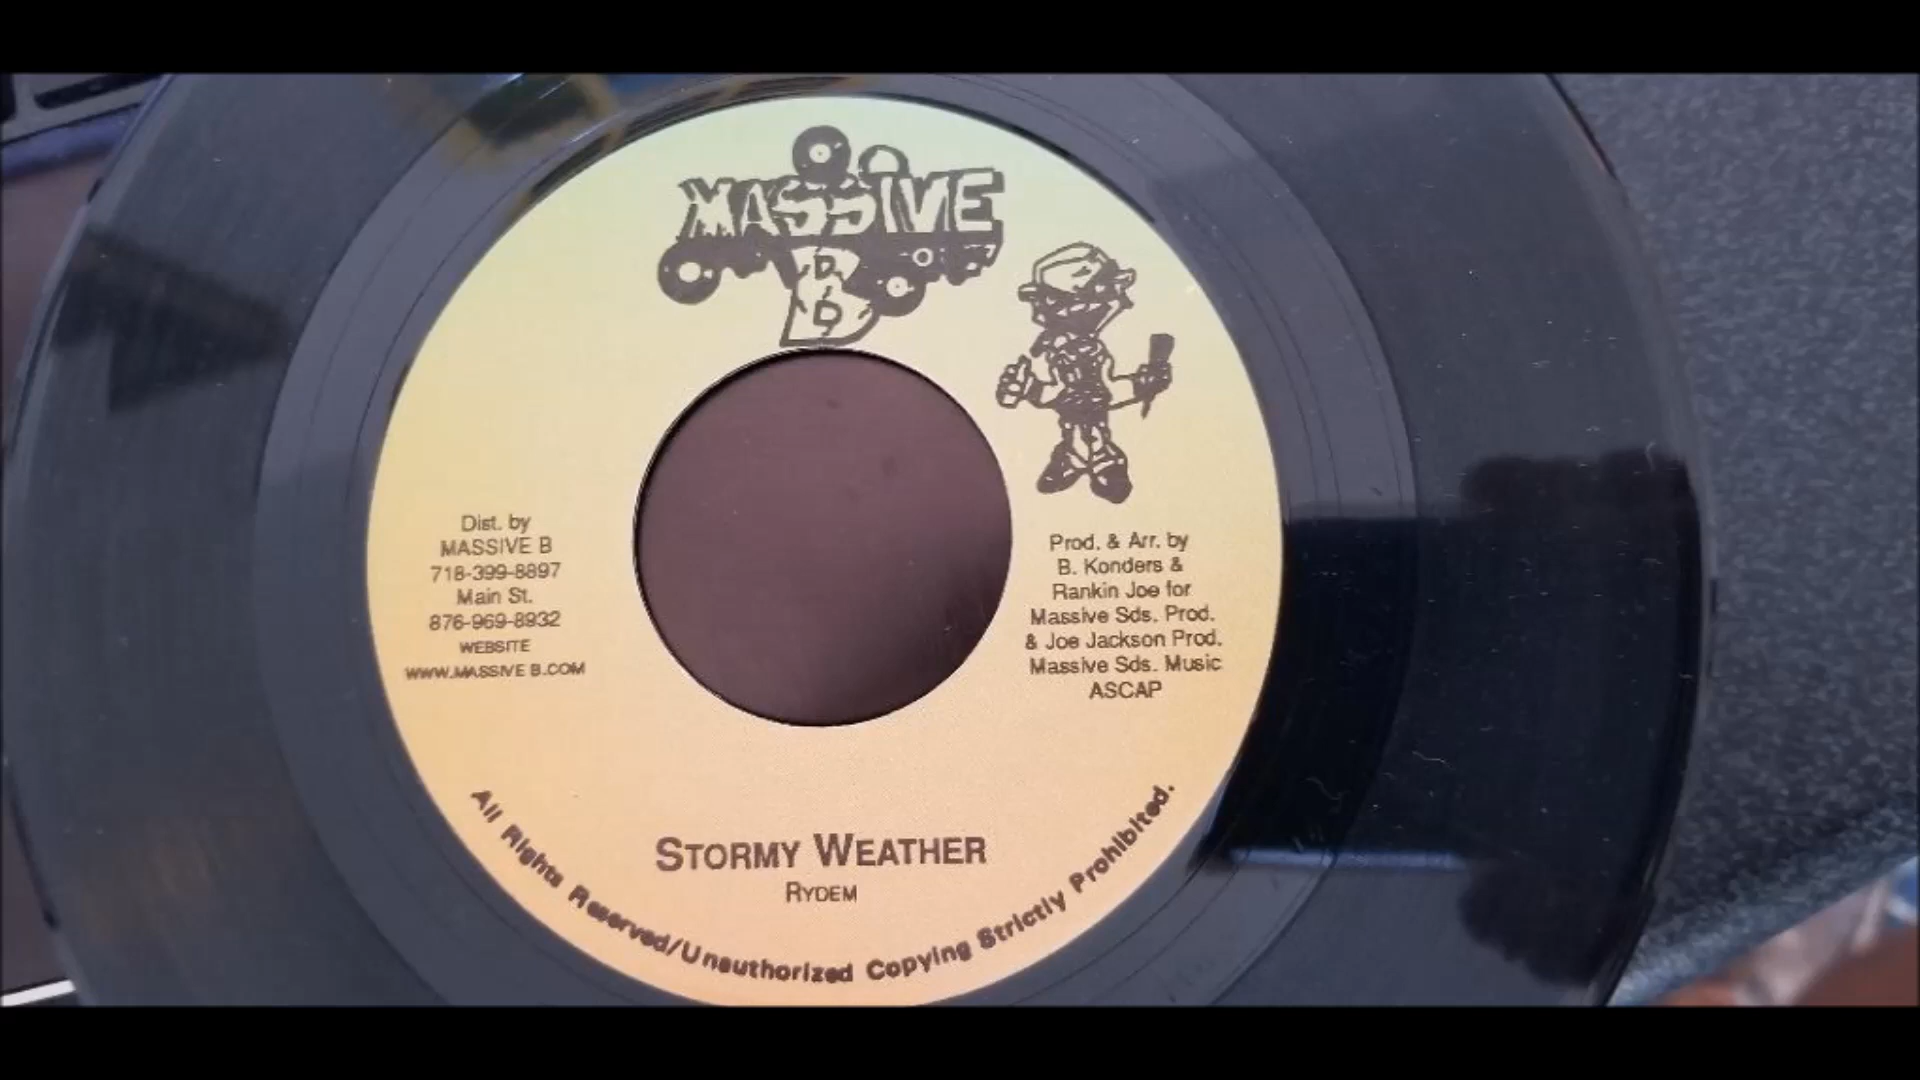 MASSIVE
B
Dist. by
MASSIVE B
718-399-8897
Main St.
876-969-8932
WEBSITE
WWW.MASSIVE B.COM
Prod. & Arr. by
B. Konders &
Rankin Joe for
Massive Sds. Prod.
& Joe Jackson Prod.
Massive Sds. Music
ASCAP
STORMY WEATHER
RYDEM
All Rights Reserved/Unauthorized Copying Strictly Prohibited.